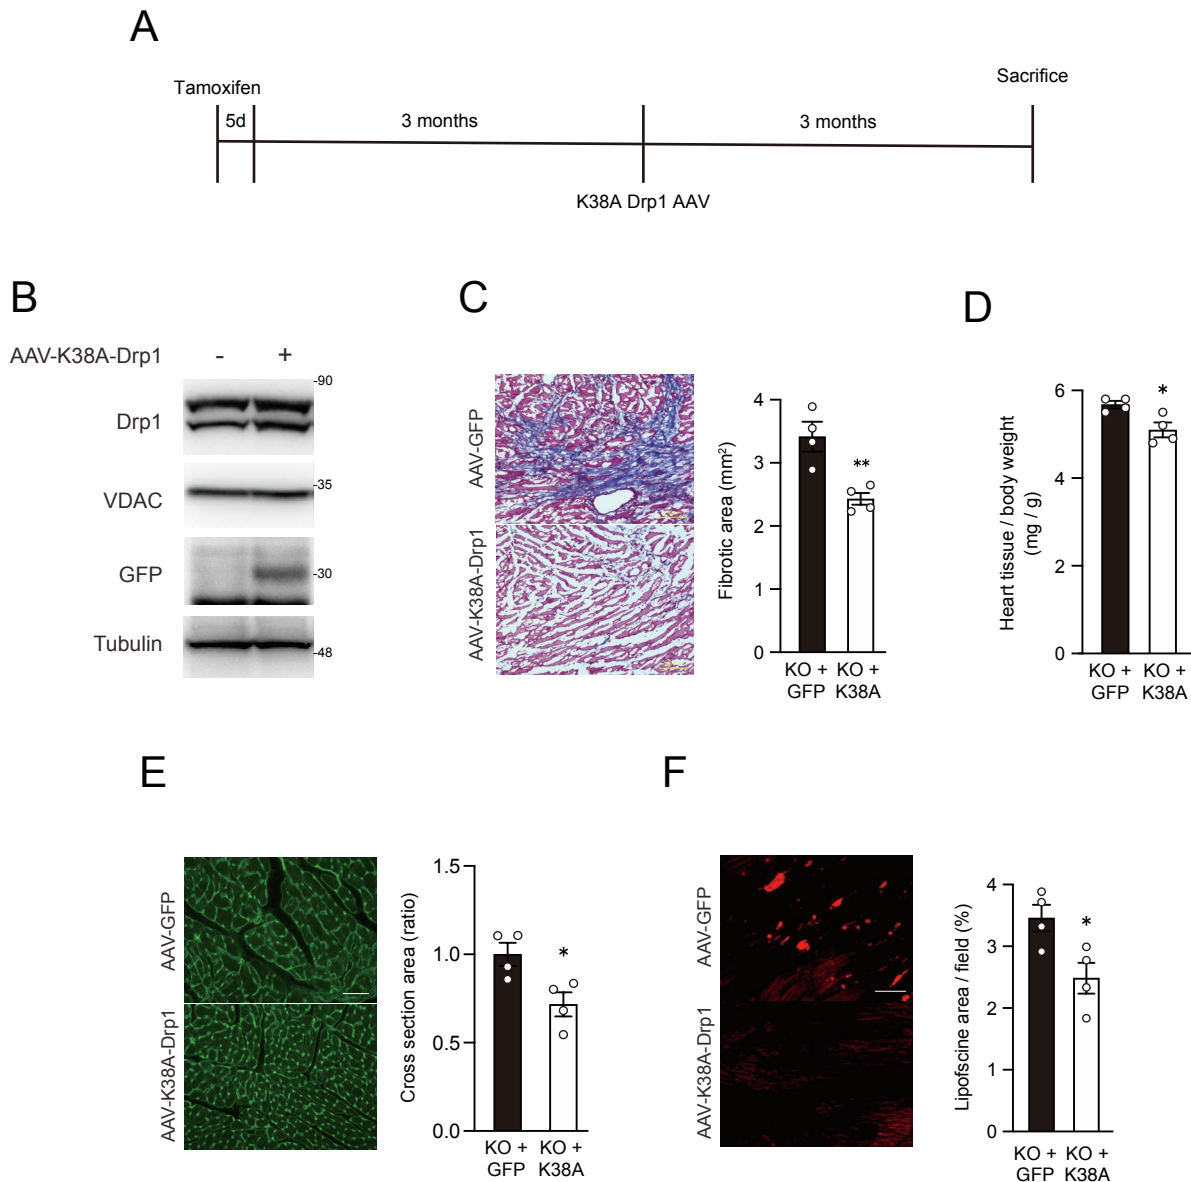 A
Tamoxifen
Sacrifice
5d
3 months
3 months
K38A Drp1 AAV
B
AAV-K38A-Drp1
-
+
Drp1
-90
VDAC
-35
GFP
-30
Tubulin
-48
C
AAV-GFP
AAV-K38A-Drp1
Fibrotic area (mm²)
4
3
2
1
0
**
KO + KO +
GFP K38A
D
Heart tissue / body weight
(mg / g)
6
4
2
0
*
KO + KO +
GFP K38A
E
AAV-GFP
AAV-K38A-Drp1
Cross section area (ratio)
1.5
1.0
0.5
0.0
*
KO + KO +
GFP K38A
F
AAV-GFP
AAV-K38A-Drp1
Lipofscine area / field (%)
4
3
2
1
0
*
KO + KO +
GFP K38A